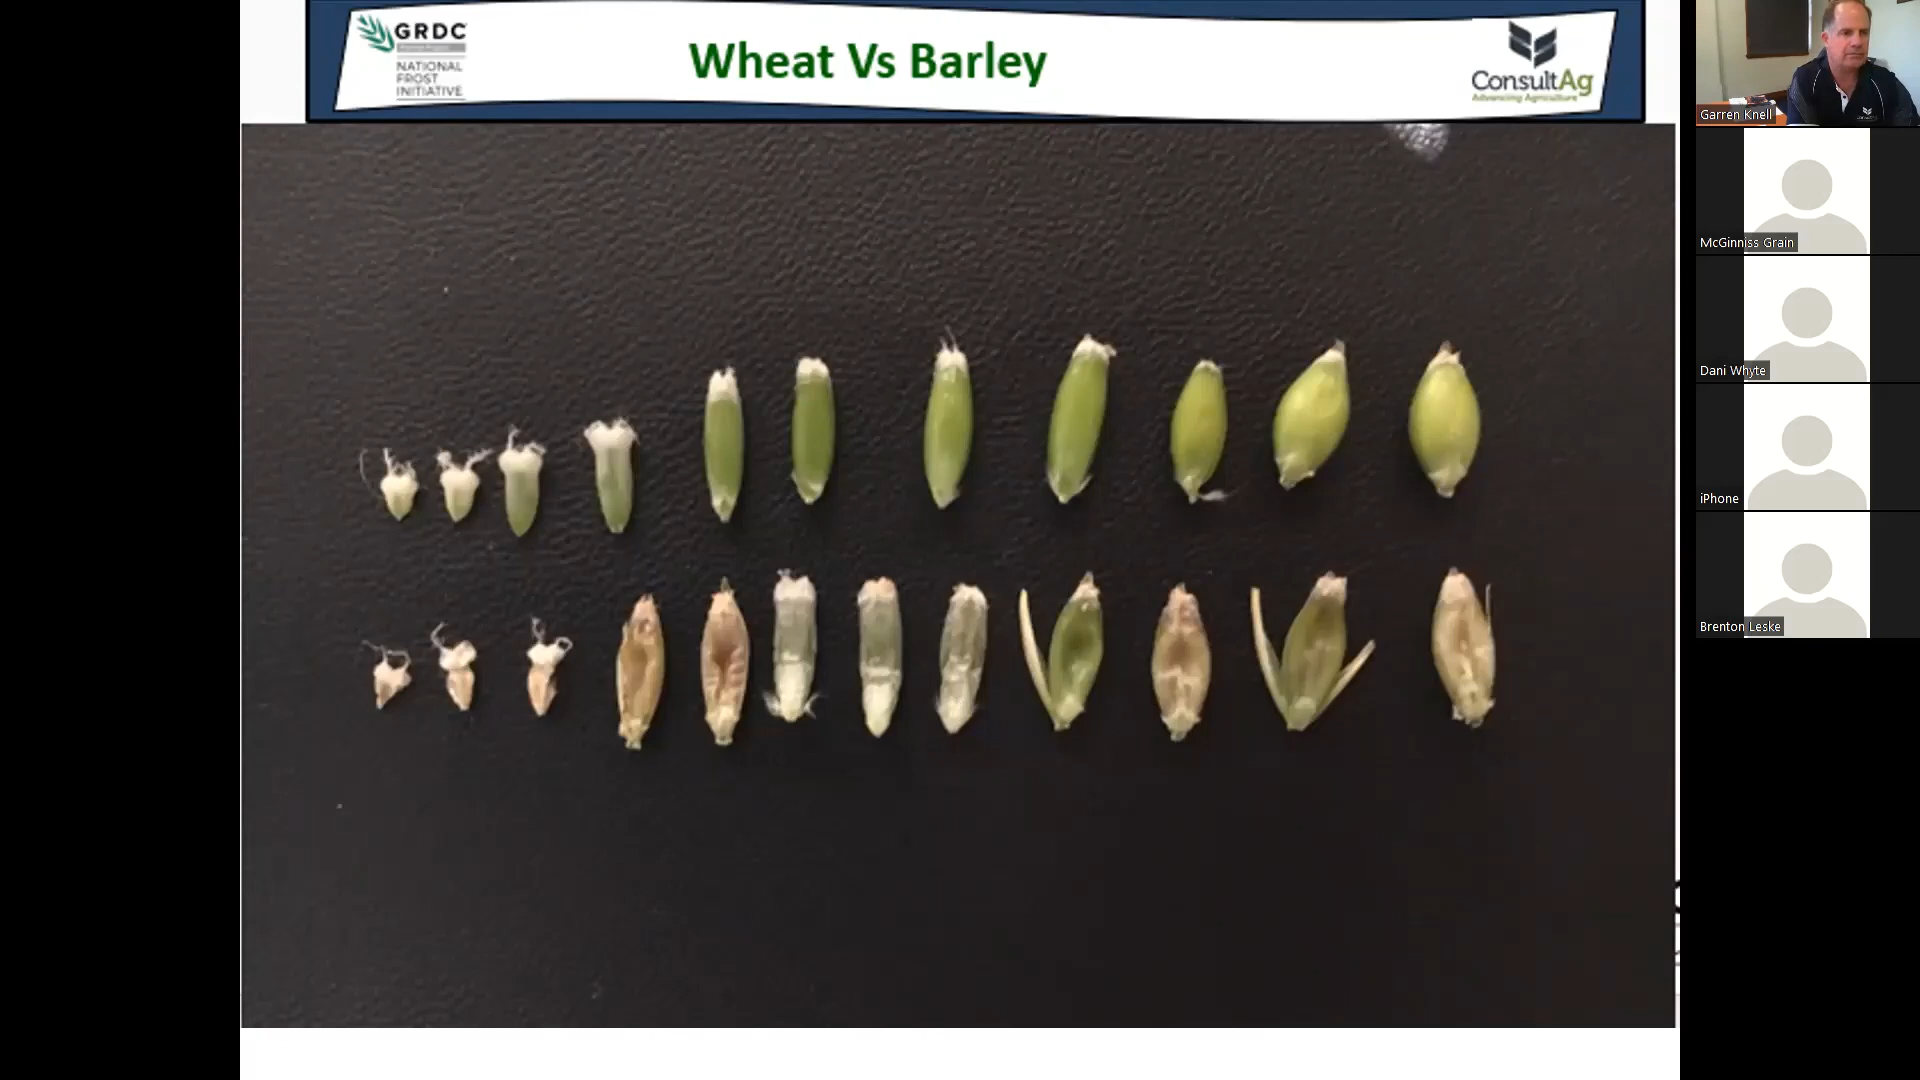 GRDC
NATIONAL
FROST
INITIATIVE
Wheat Vs Barley
ConsultAg
Advancing Agriculture
Garren Knell
McGinniss Grain
Dani Whyte
iPhone
Brenton Leske